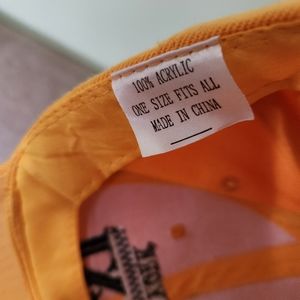 100% ACRYLIC
ONE SIZE FITS ALL
MADE IN CHINA